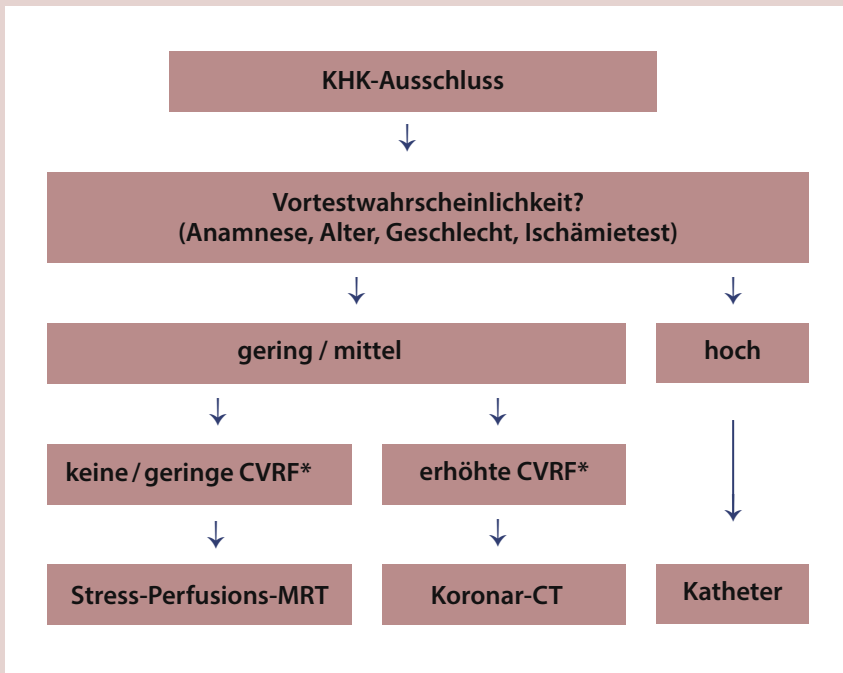 KHK-Ausschluss
Vortestwahrscheinlichkeit?
(Anamnese, Alter, Geschlecht, Ischämietest)
gering / mittel
hoch
keine / geringe CVRF*
erhöhte CVRF*
Stress-Perfusions-MRT
Koronar-CT
Katheter